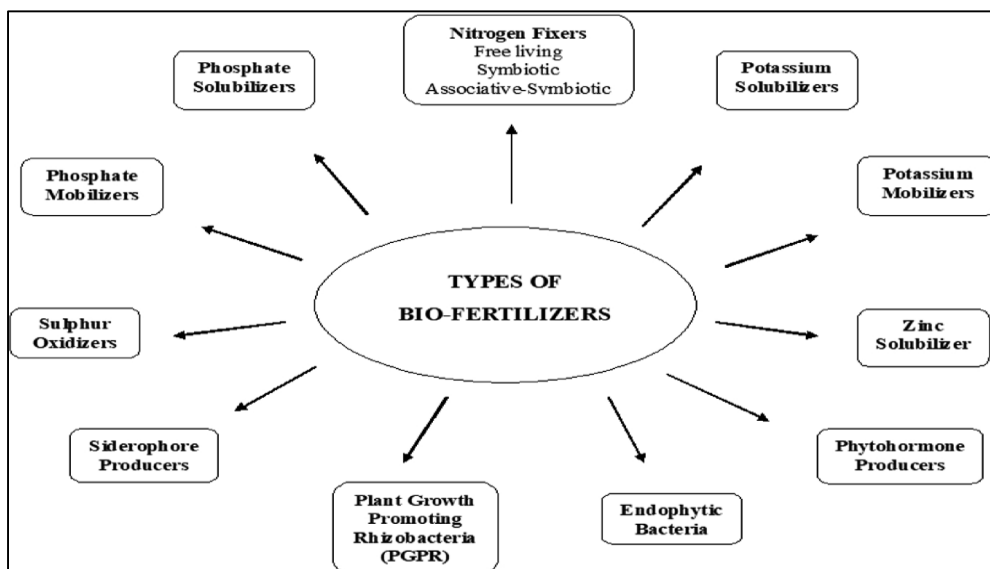 Nitrogen Fixers
Free living
Symbiotic
Associative-Symbiotic
Phosphate
Solubilizers
Potassium
Solubilizers
Phosphate
Mobilizers
Potassium
Mobilizers
TYPES OF
BIO-FERTILIZERS
Sulphur
Oxidizers
Zinc
Solubilizer
Siderophore
Producers
Phytohormone
Producers
Plant Growth
Promoting
Rhizobacteria
(PGPR)
Endophytic
Bacteria